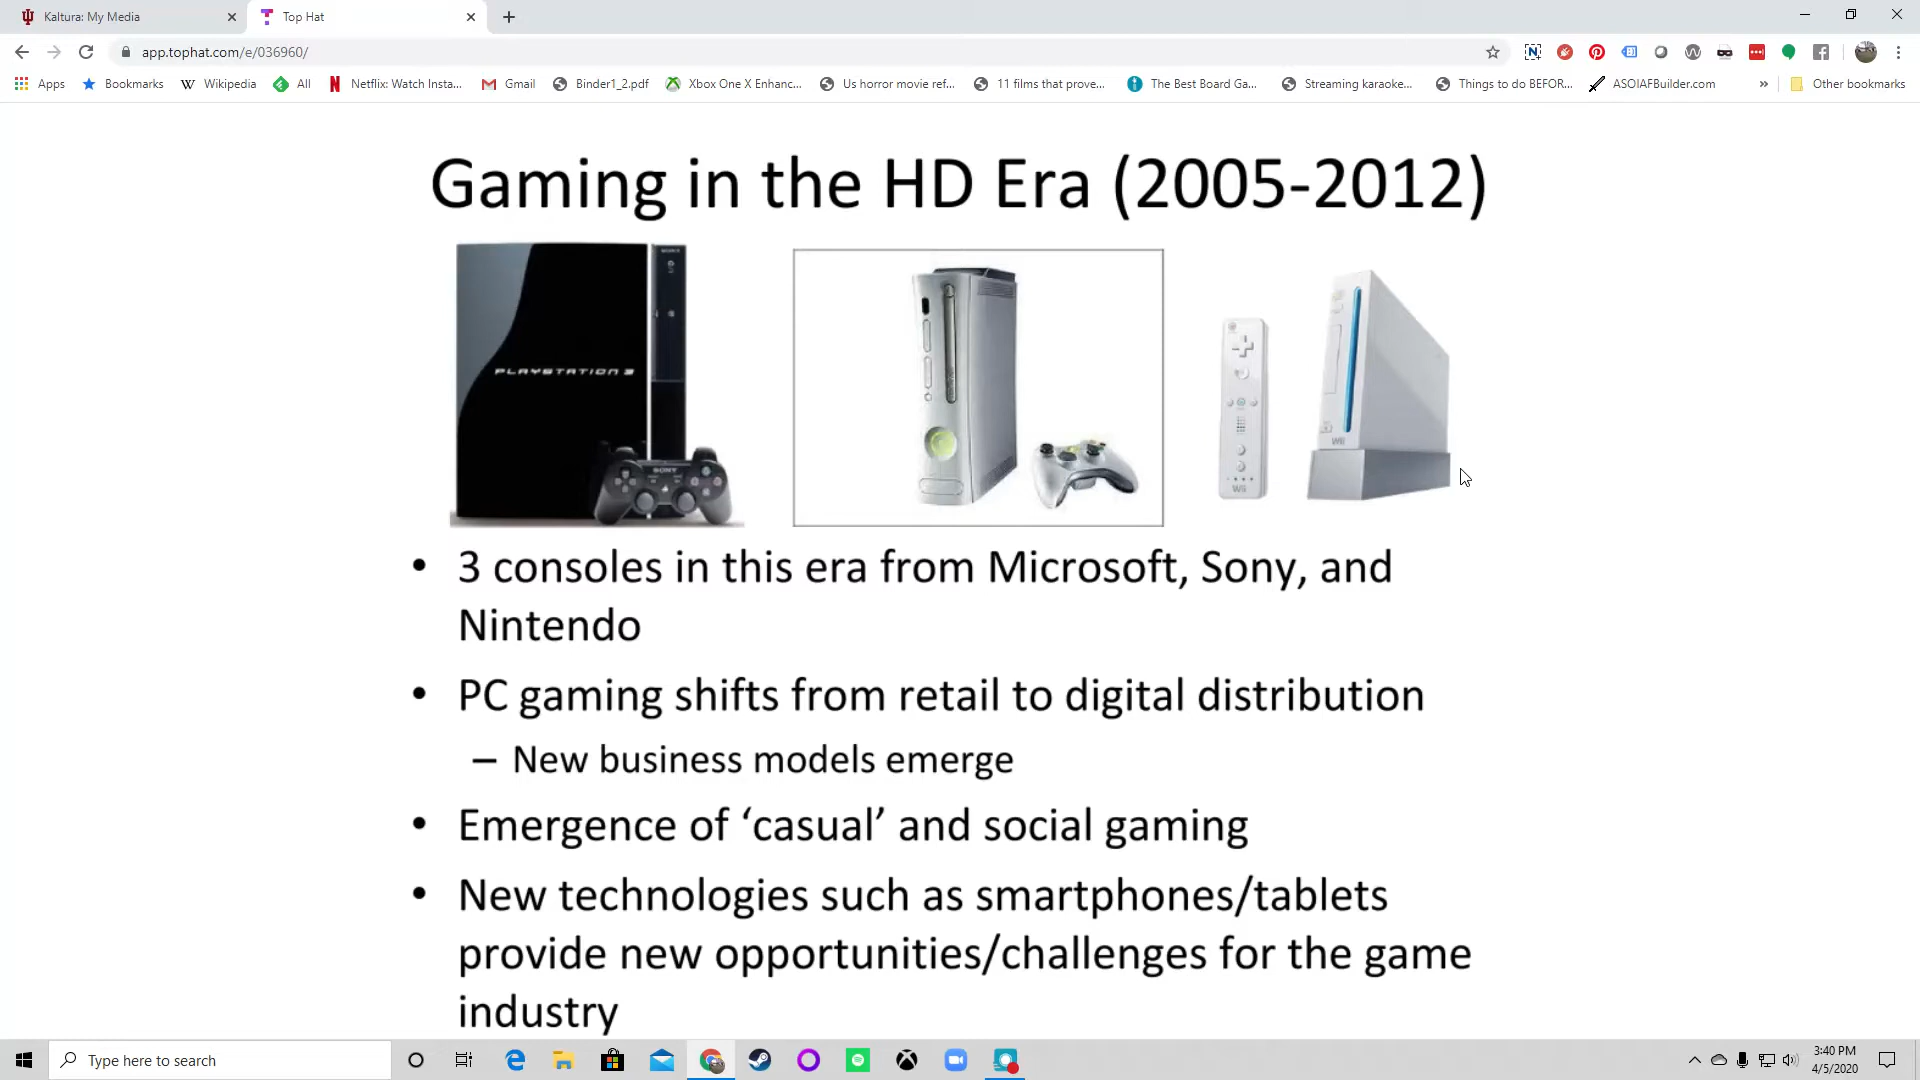 Kaltura: My Media
Top Hat
app.tophat.com/e/036960/
Apps
Bookmarks
Wikipedia
All
Netflix: Watch Insta...
Gmail
Binder1_2.pdf
Xbox One X Enhanc...
Us horror movie ref...
11 films that prove...
The Best Board Ga...
Streaming karaoke...
Things to do BEFOR...
ASOIAFBuilder.com
Other bookmarks
Gaming in the HD Era (2005-2012)
PLAYSTATION 3
SONY
Wii
Wii
• 3 consoles in this era from Microsoft, Sony, and
Nintendo
• PC gaming shifts from retail to digital distribution
– New business models emerge
• Emergence of ‘casual’ and social gaming
• New technologies such as smartphones/tablets
provide new opportunities/challenges for the game
industry
Type here to search
3:40 PM
4/5/2020